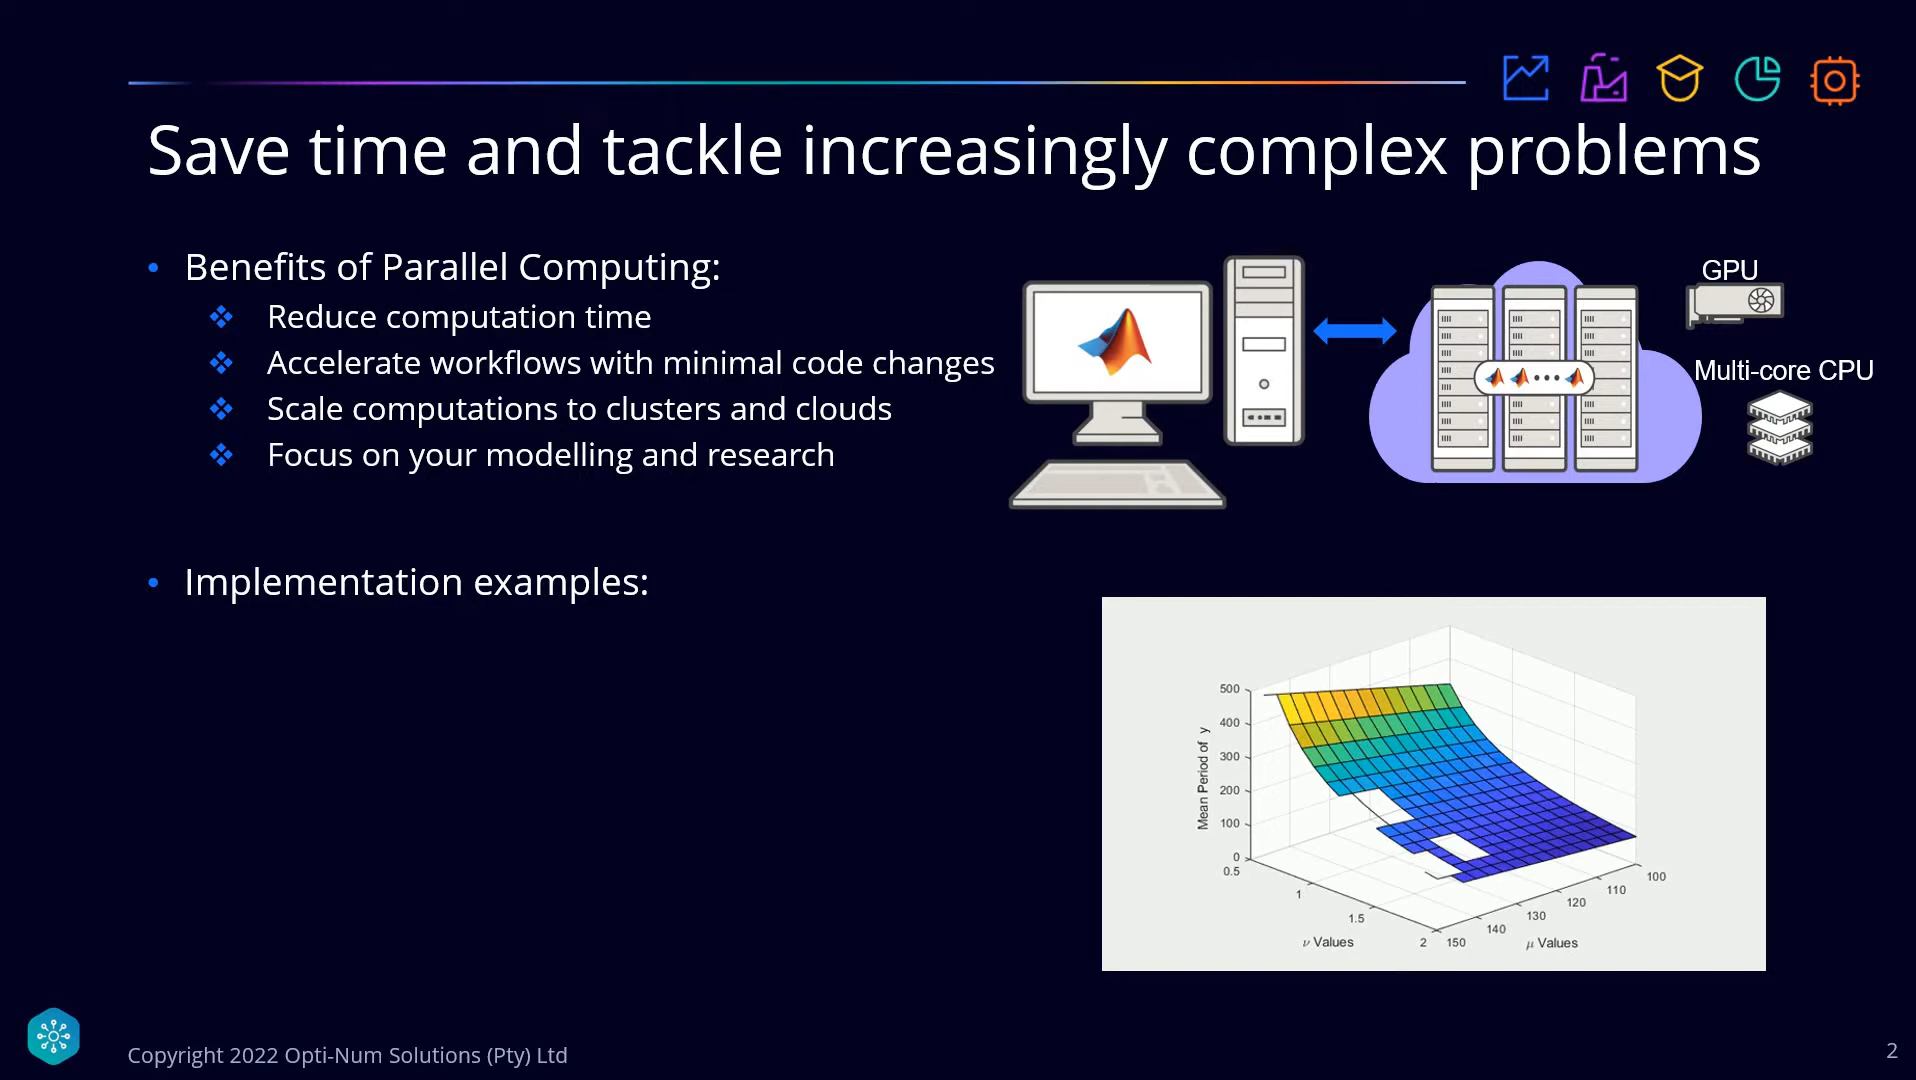 Save time and tackle increasingly complex problems
• Benefits of Parallel Computing:
❖ Reduce computation time
❖ Accelerate workflows with minimal code changes
❖ Scale computations to clusters and clouds
❖ Focus on your modelling and research
GPU
Multi-core CPU
• Implementation examples:
Mean Period of y
500
400
300
200
100
0
0.5
1
1.5
2
ν Values
150
140
130
120
110
100
μ Values
Copyright 2022 Opti-Num Solutions (Pty) Ltd
2